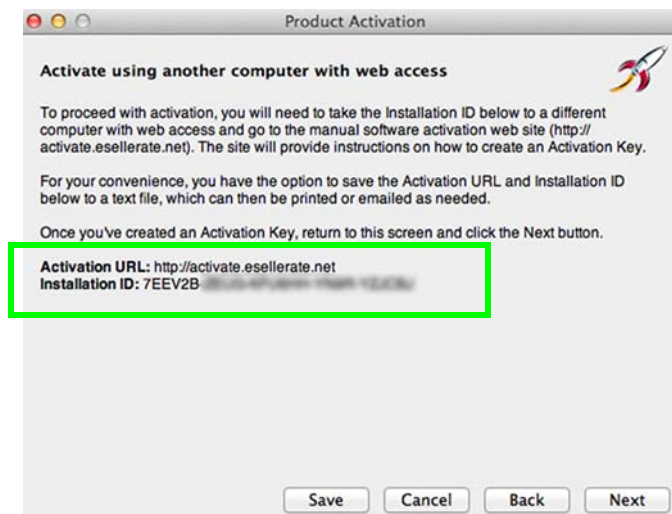 Product Activation
Activate using another computer with web access
To proceed with activation, you will need to take the Installation ID below to a different
computer with web access and go to the manual software activation web site (http://
activate.esellerate.net). The site will provide instructions on how to create an Activation Key.
For your convenience, you have the option to save the Activation URL and Installation ID
below to a text file, which can then be printed or emailed as needed.
Once you've created an Activation Key, return to this screen and click the Next button.
Activation URL: http://activate.esellerate.net
Installation ID: 7EEV2B
Save Cancel Back Next